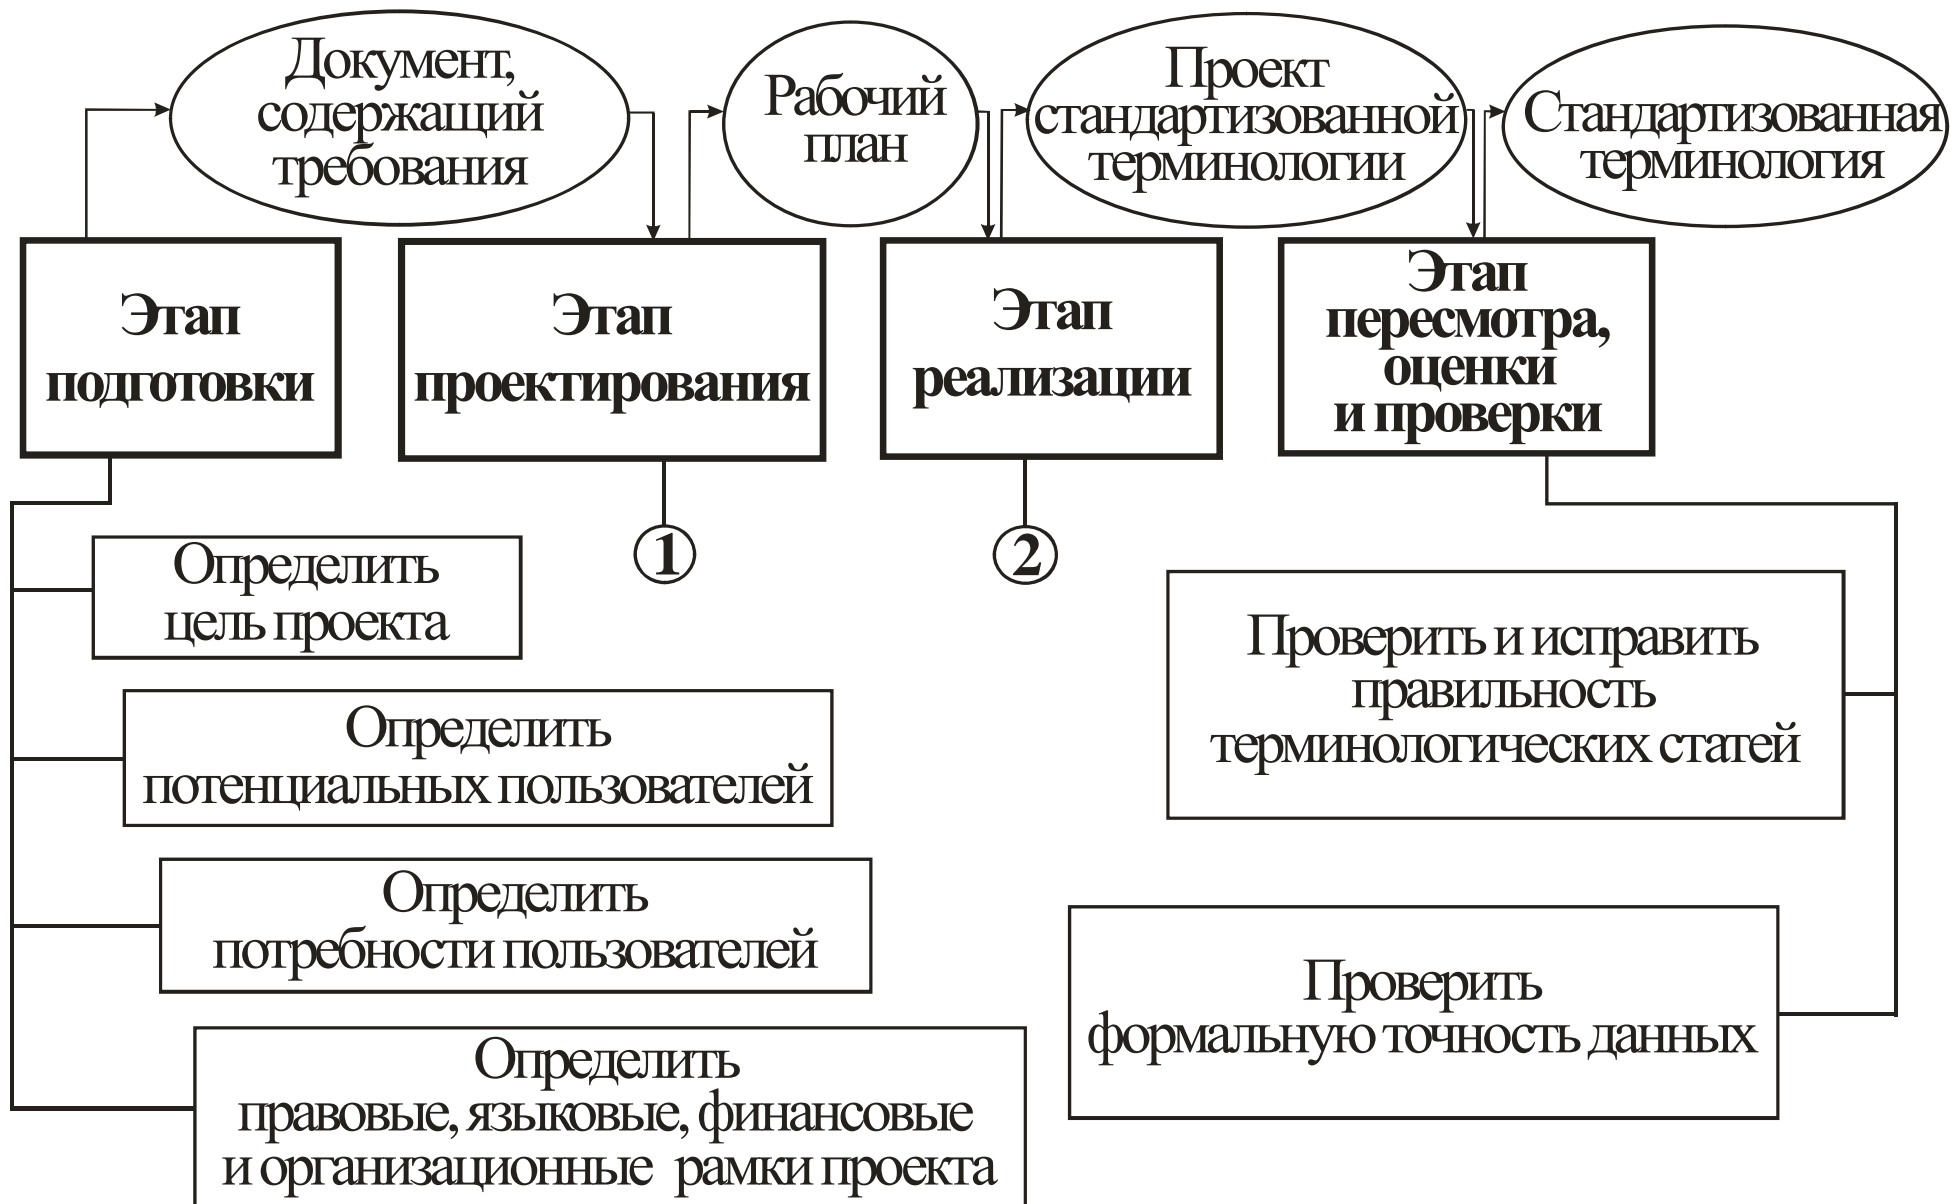 Документ,
содержащий
требования
Рабочий
план
Проект
стандартизованной
терминологии
Стандартизованная
терминология
Этап
подготовки
Этап
проектирования
Этап
реализации
Этап
пересмотра,
оценки
и проверки
1
2
Определить
цель проекта
Определить
потенциальных пользователей
Определить
потребности пользователей
Определить
правовые, языковые, финансовые
и организационные рамки проекта
Проверить и исправить
правильность
терминологических статей
Проверить
формальную точность данных